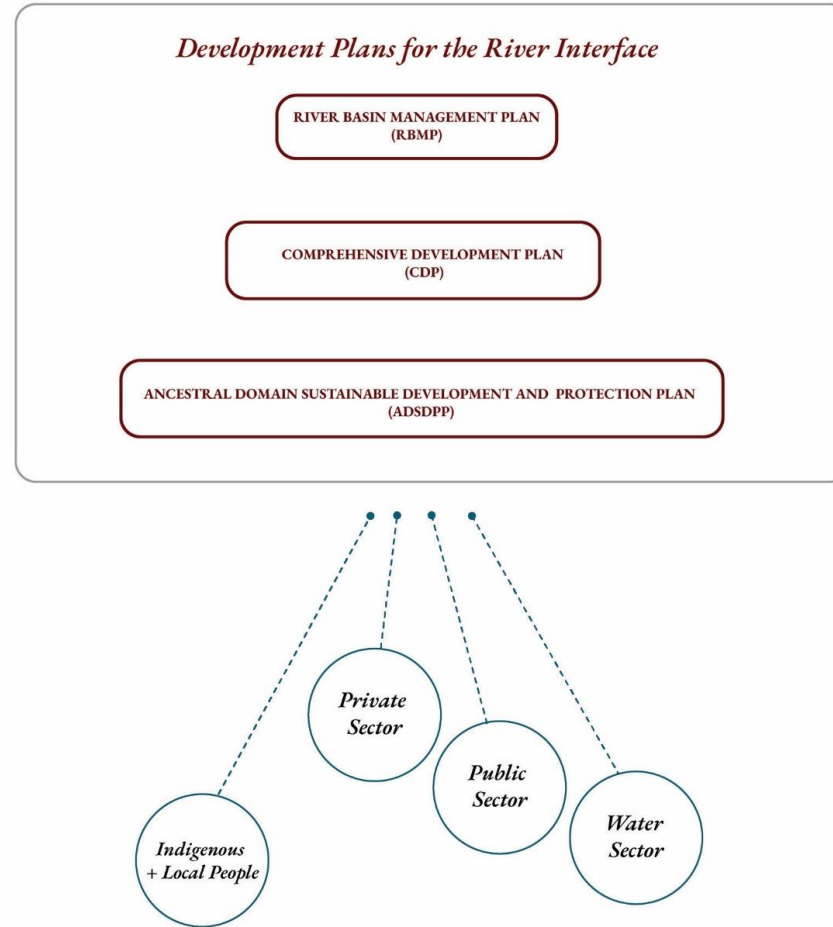 Development Plans for the River Interface
RIVER BASIN MANAGEMENT PLAN
(RBMP)
COMPREHENSIVE DEVELOPMENT PLAN
(CDP)
ANCESTRAL DOMAIN SUSTAINABLE DEVELOPMENT AND PROTECTION PLAN
(ADSDPP)
Private
Sector
Public
Sector
Water
Sector
Indigenous
+ Local People